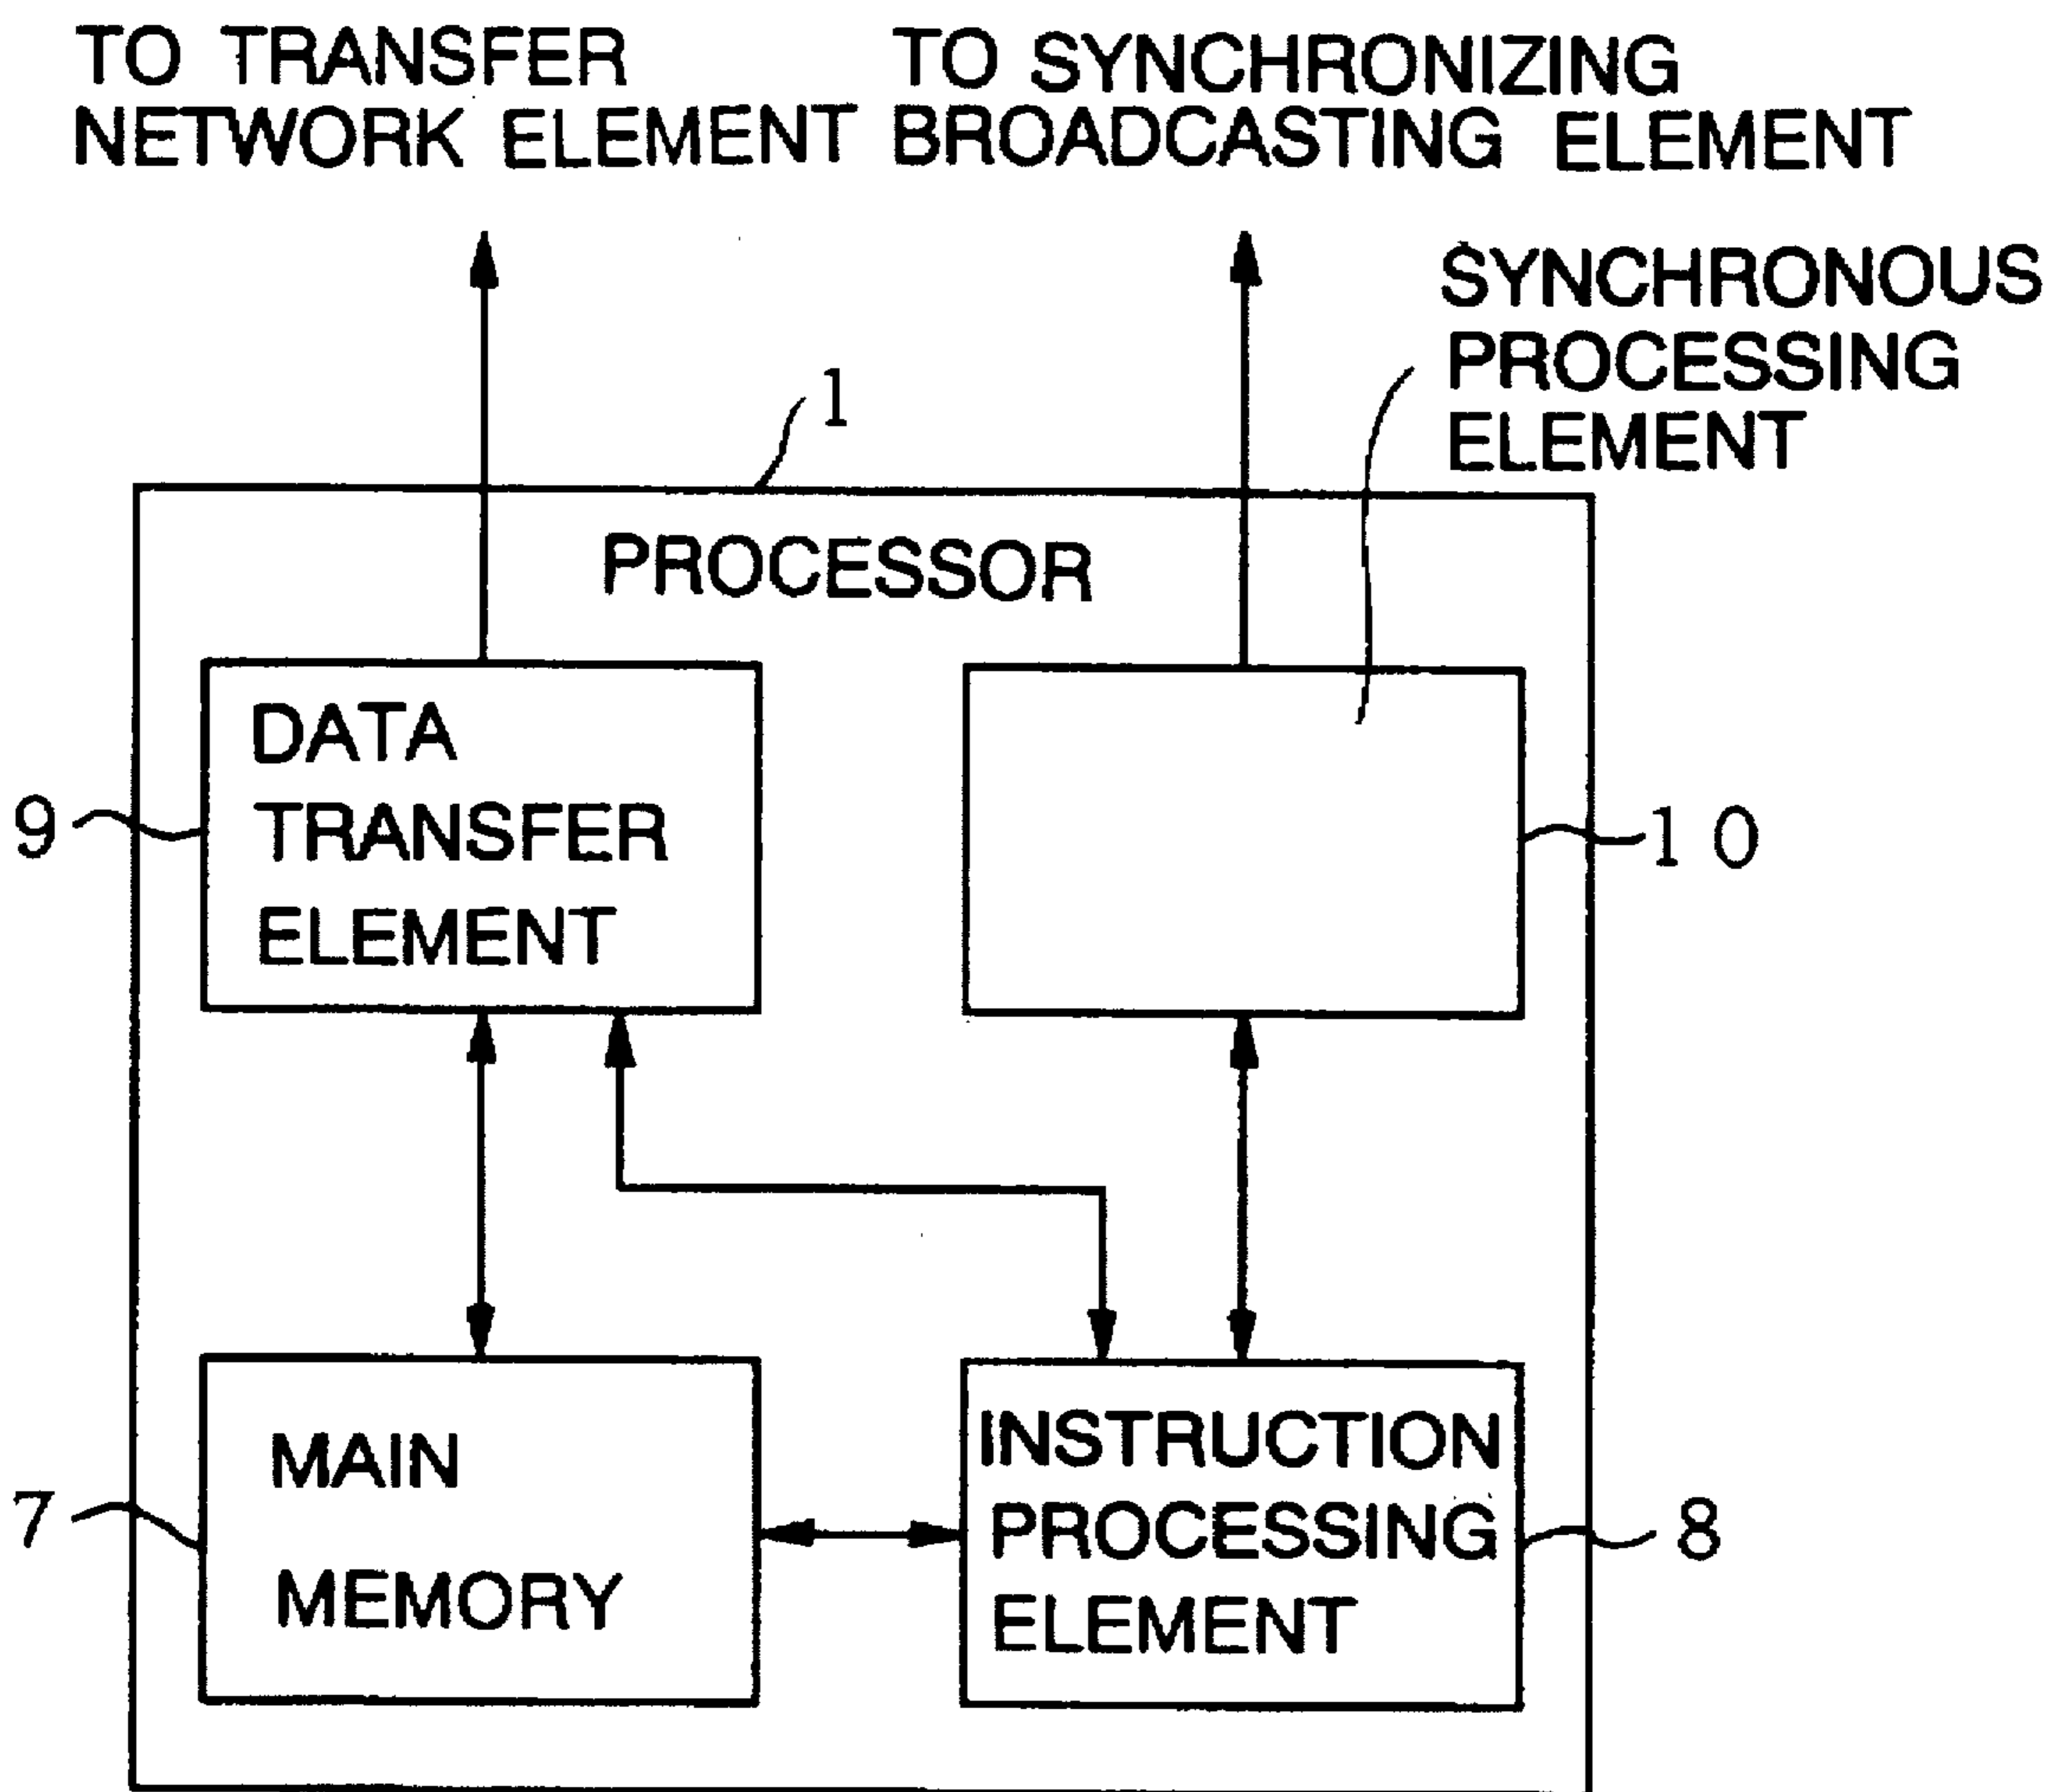 TO TRANSFER
NETWORK ELEMENT
TO SYNCHRONIZING
BROADCASTING ELEMENT
SYNCHRONOUS
PROCESSING
ELEMENT
1
PROCESSOR
DATA
TRANSFER
ELEMENT
9
10
MAIN
MEMORY
7
INSTRUCTION
PROCESSING
ELEMENT
8